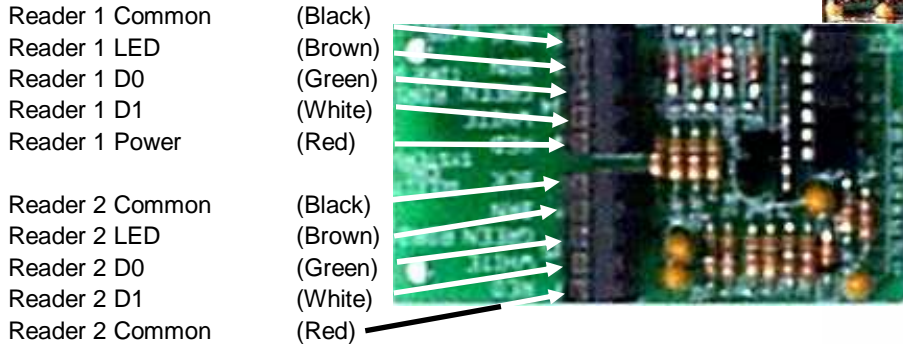 Reader 1 Common (Black)
Reader 1 LED (Brown)
Reader 1 D0 (Green)
Reader 1 D1 (White)
Reader 1 Power (Red)
Reader 2 Common (Black)
Reader 2 LED (Brown)
Reader 2 D0 (Green)
Reader 2 D1 (White)
Reader 2 Common (Red)